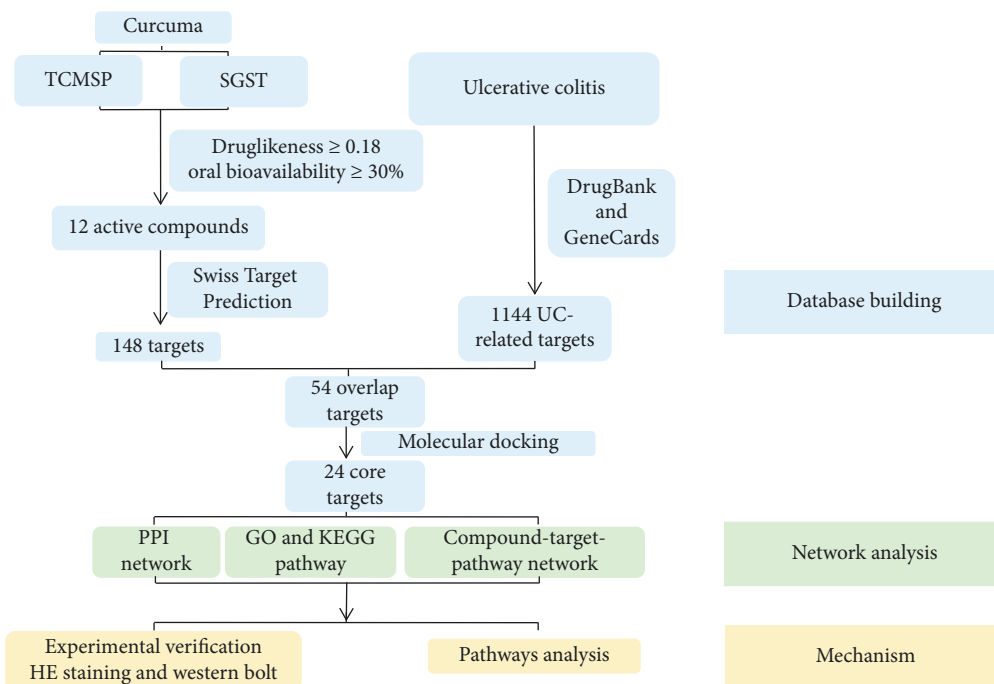 Curcuma
TCMSP
SGST
Ulcerative colitis
Druglikeness ≥ 0.18
oral bioavailability ≥ 30%
DrugBank
and
GeneCards
12 active compounds
Swiss Target
Prediction
Database building
1144 UC-
related targets
148 targets
54 overlap
targets
Molecular docking
24 core
targets
PPI
network
GO and KEGG
pathway
Compound-target-
pathway network
Network analysis
Experimental verification
HE staining and western bolt
Pathways analysis
Mechanism